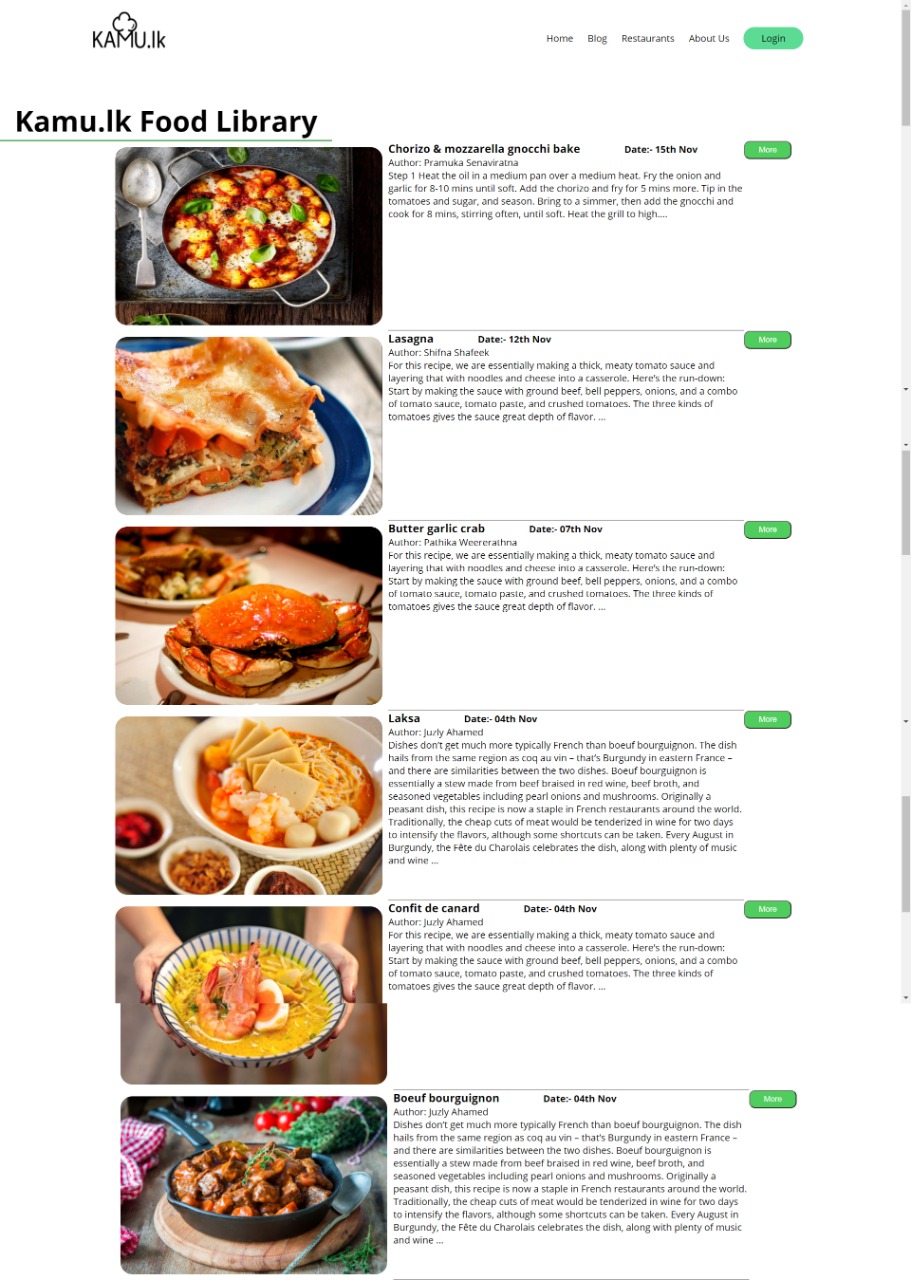 KAMU.lk
Home Blog Restaurants About Us Login
Kamu.lk Food Library
Chorizo & mozzarella gnocchi bake Date:- 15th Nov More
Author: Pramuka Senaviratna
Step 1 Heat the oil in a medium pan over a medium heat. Fry the onion and
garlic for 8-10 mins until soft. Add the chorizo and fry for 5 mins more. Tip in the
tomatoes and sugar, and season. Bring to a simmer, then add the gnocchi and
cook for 8 mins, stirring often, until soft. Heat the grill to high....
Lasagna Date:- 12th Nov More
Author: Shifna Shafeek
For this recipe, we are essentially making a thick, meaty tomato sauce and
layering that with noodles and cheese into a casserole. Here's the run-down:
Start by making the sauce with ground beef, bell peppers, onions, and a combo
of tomato sauce, tomato paste, and crushed tomatoes. The three kinds of
tomatoes gives the sauce great depth of flavor. ...
Butter garlic crab Date:- 07th Nov More
Author: Pathika Weererathna
For this recipe, we are essentially making a thick, meaty tomato sauce and
layering that with noodles and cheese into a casserole. Here's the run-down:
Start by making the sauce with ground beef, bell peppers, onions, and a combo
of tomato sauce, tomato paste, and crushed tomatoes. The three kinds of
tomatoes gives the sauce great depth of flavor. ...
Laksa Date:- 04th Nov More
Author: Juzly Ahamed
Dishes don't get much more typically French than boeuf bourguignon. The dish
hails from the same region as coq au vin – that's Burgundy in eastern France –
and there are similarities between the two dishes. Boeuf bourguignon is
essentially a stew made from beef braised in red wine, beef broth, and
seasoned vegetables including pearl onions and mushrooms. Originally a
peasant dish, this recipe is now a staple in French restaurants around the world.
Traditionally, the cheap cuts of meat would be tenderized in wine for two days
to intensify the flavors, although some shortcuts can be taken. Every August in
Burgundy, the Fête du Charolais celebrates the dish, along with plenty of music
and wine ...
Confit de canard Date:- 04th Nov More
Author: Juzly Ahamed
For this recipe, we are essentially making a thick, meaty tomato sauce and
layering that with noodles and cheese into a casserole. Here's the run-down:
Start by making the sauce with ground beef, bell peppers, onions, and a combo
of tomato sauce, tomato paste, and crushed tomatoes. The three kinds of
tomatoes gives the sauce great depth of flavor. ...
Boeuf bourguignon Date:- 04th Nov More
Author: Juzly Ahamed
Dishes don't get much more typically French than boeuf bourguignon. The dish
hails from the same region as coq au vin – that's Burgundy in eastern France –
and there are similarities between the two dishes. Boeuf bourguignon is
essentially a stew made from beef braised in red wine, beef broth, and
seasoned vegetables including pearl onions and mushrooms. Originally a
peasant dish, this recipe is now a staple in French restaurants around the world.
Traditionally, the cheap cuts of meat would be tenderized in wine for two days
to intensify the flavors, although some shortcuts can be taken. Every August in
Burgundy, the Fête du Charolais celebrates the dish, along with plenty of music
and wine ...